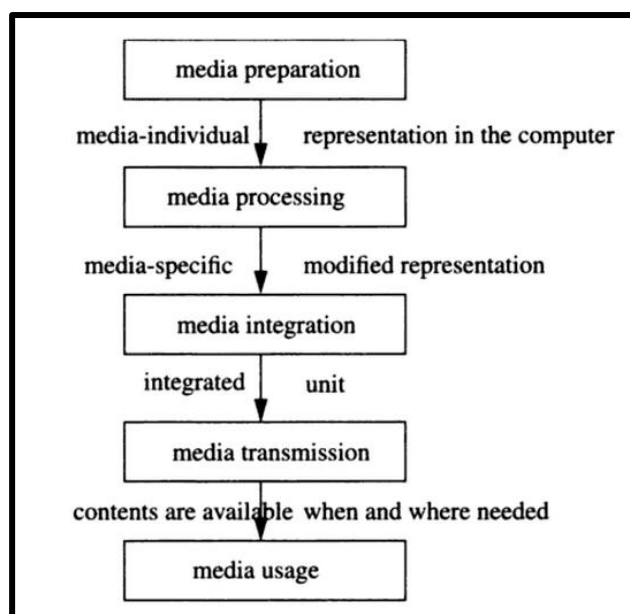 media preparation
media-individual representation in the computer
media processing
media-specific modified representation
media integration
integrated unit
media transmission
contents are available when and where needed
media usage